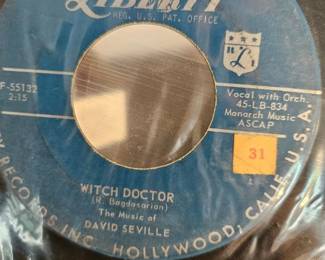 LIBERTY
REG. U.S. PAT. OFFICE
"L"
F-55132
2:15
Vocal with Orch.
45-LB-834
Monarch Music
ASCAP
31
WITCH DOCTOR
(R. Bagdasarian)
The Music of
DAVID SEVILLE
Y RECORDS INC. HOLLYWOOD, CALIF. U.S.A.